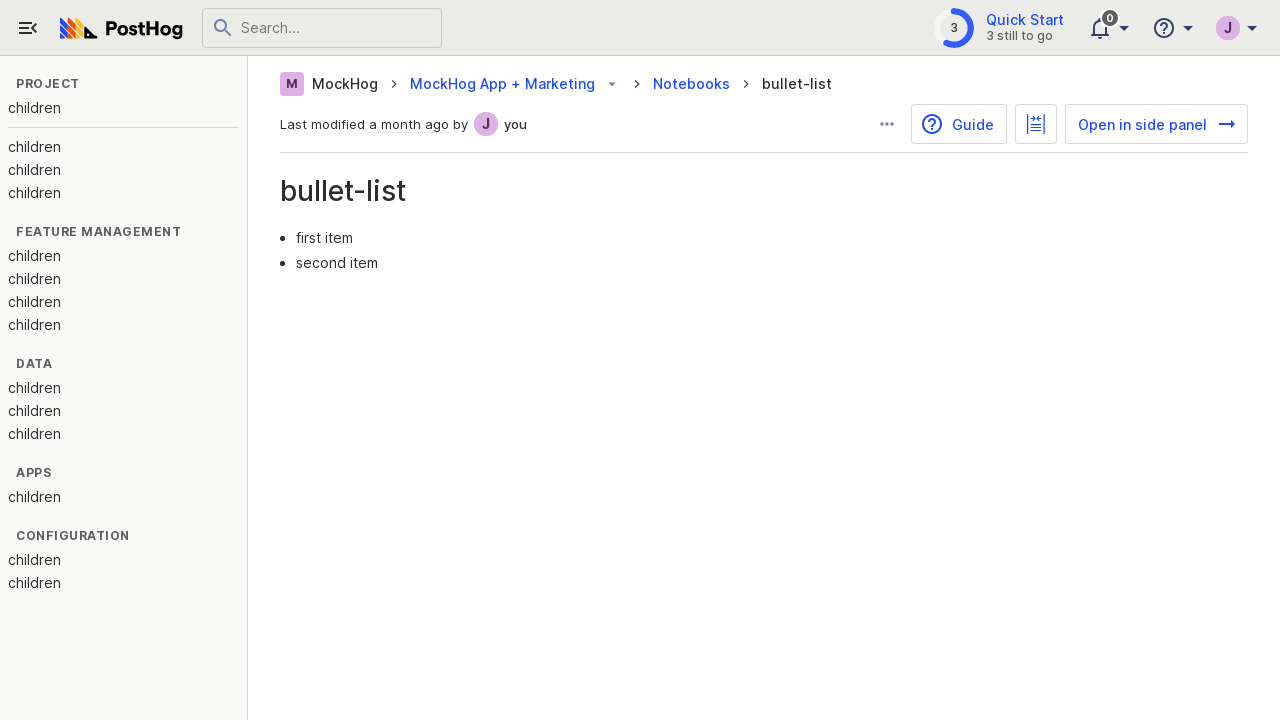 PostHog
Search...
3
Quick Start
3 still to go
0
J
PROJECT
children
children
children
children
FEATURE MANAGEMENT
children
children
children
children
DATA
children
children
children
APPS
children
CONFIGURATION
children
children
M MockHog > MockHog App + Marketing > Notebooks > bullet-list
Last modified a month ago by J you
Guide
Open in side panel
bullet-list
• first item
• second item